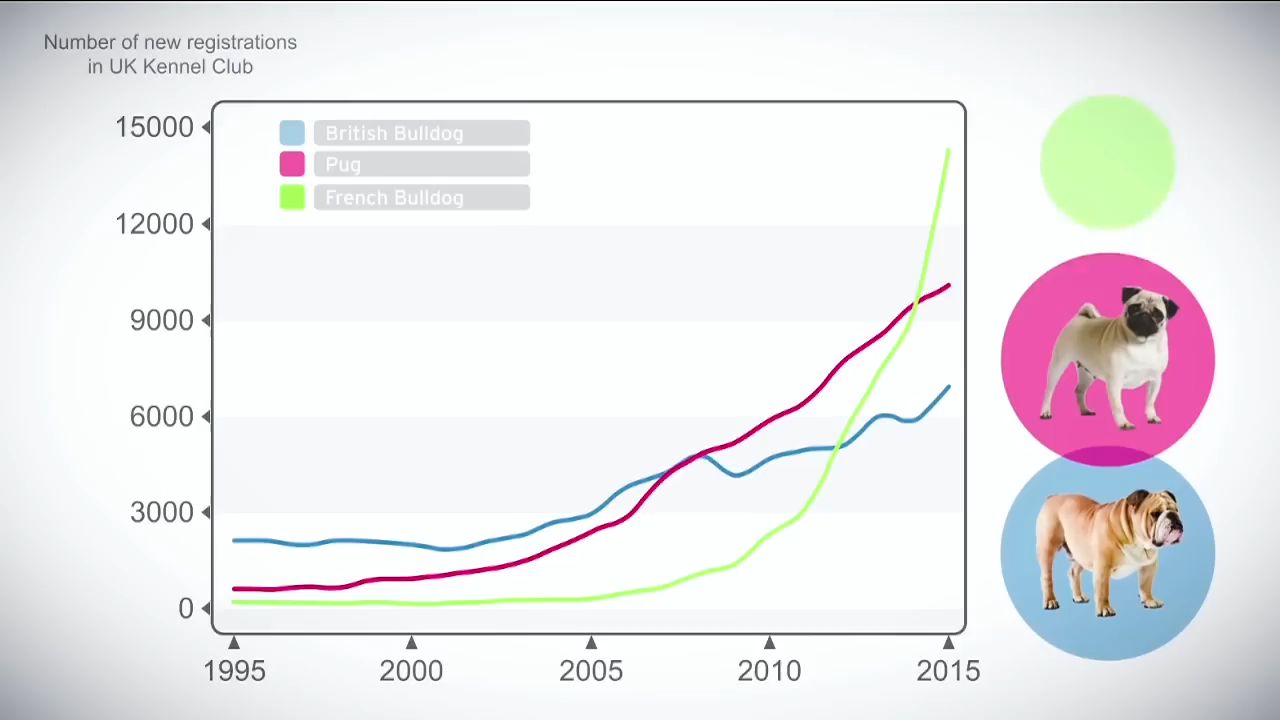 Number of new registrations
in UK Kennel Club
15000
12000
9000
6000
3000
0
British Bulldog
Pug
French Bulldog
1995 2000 2005 2010 2015